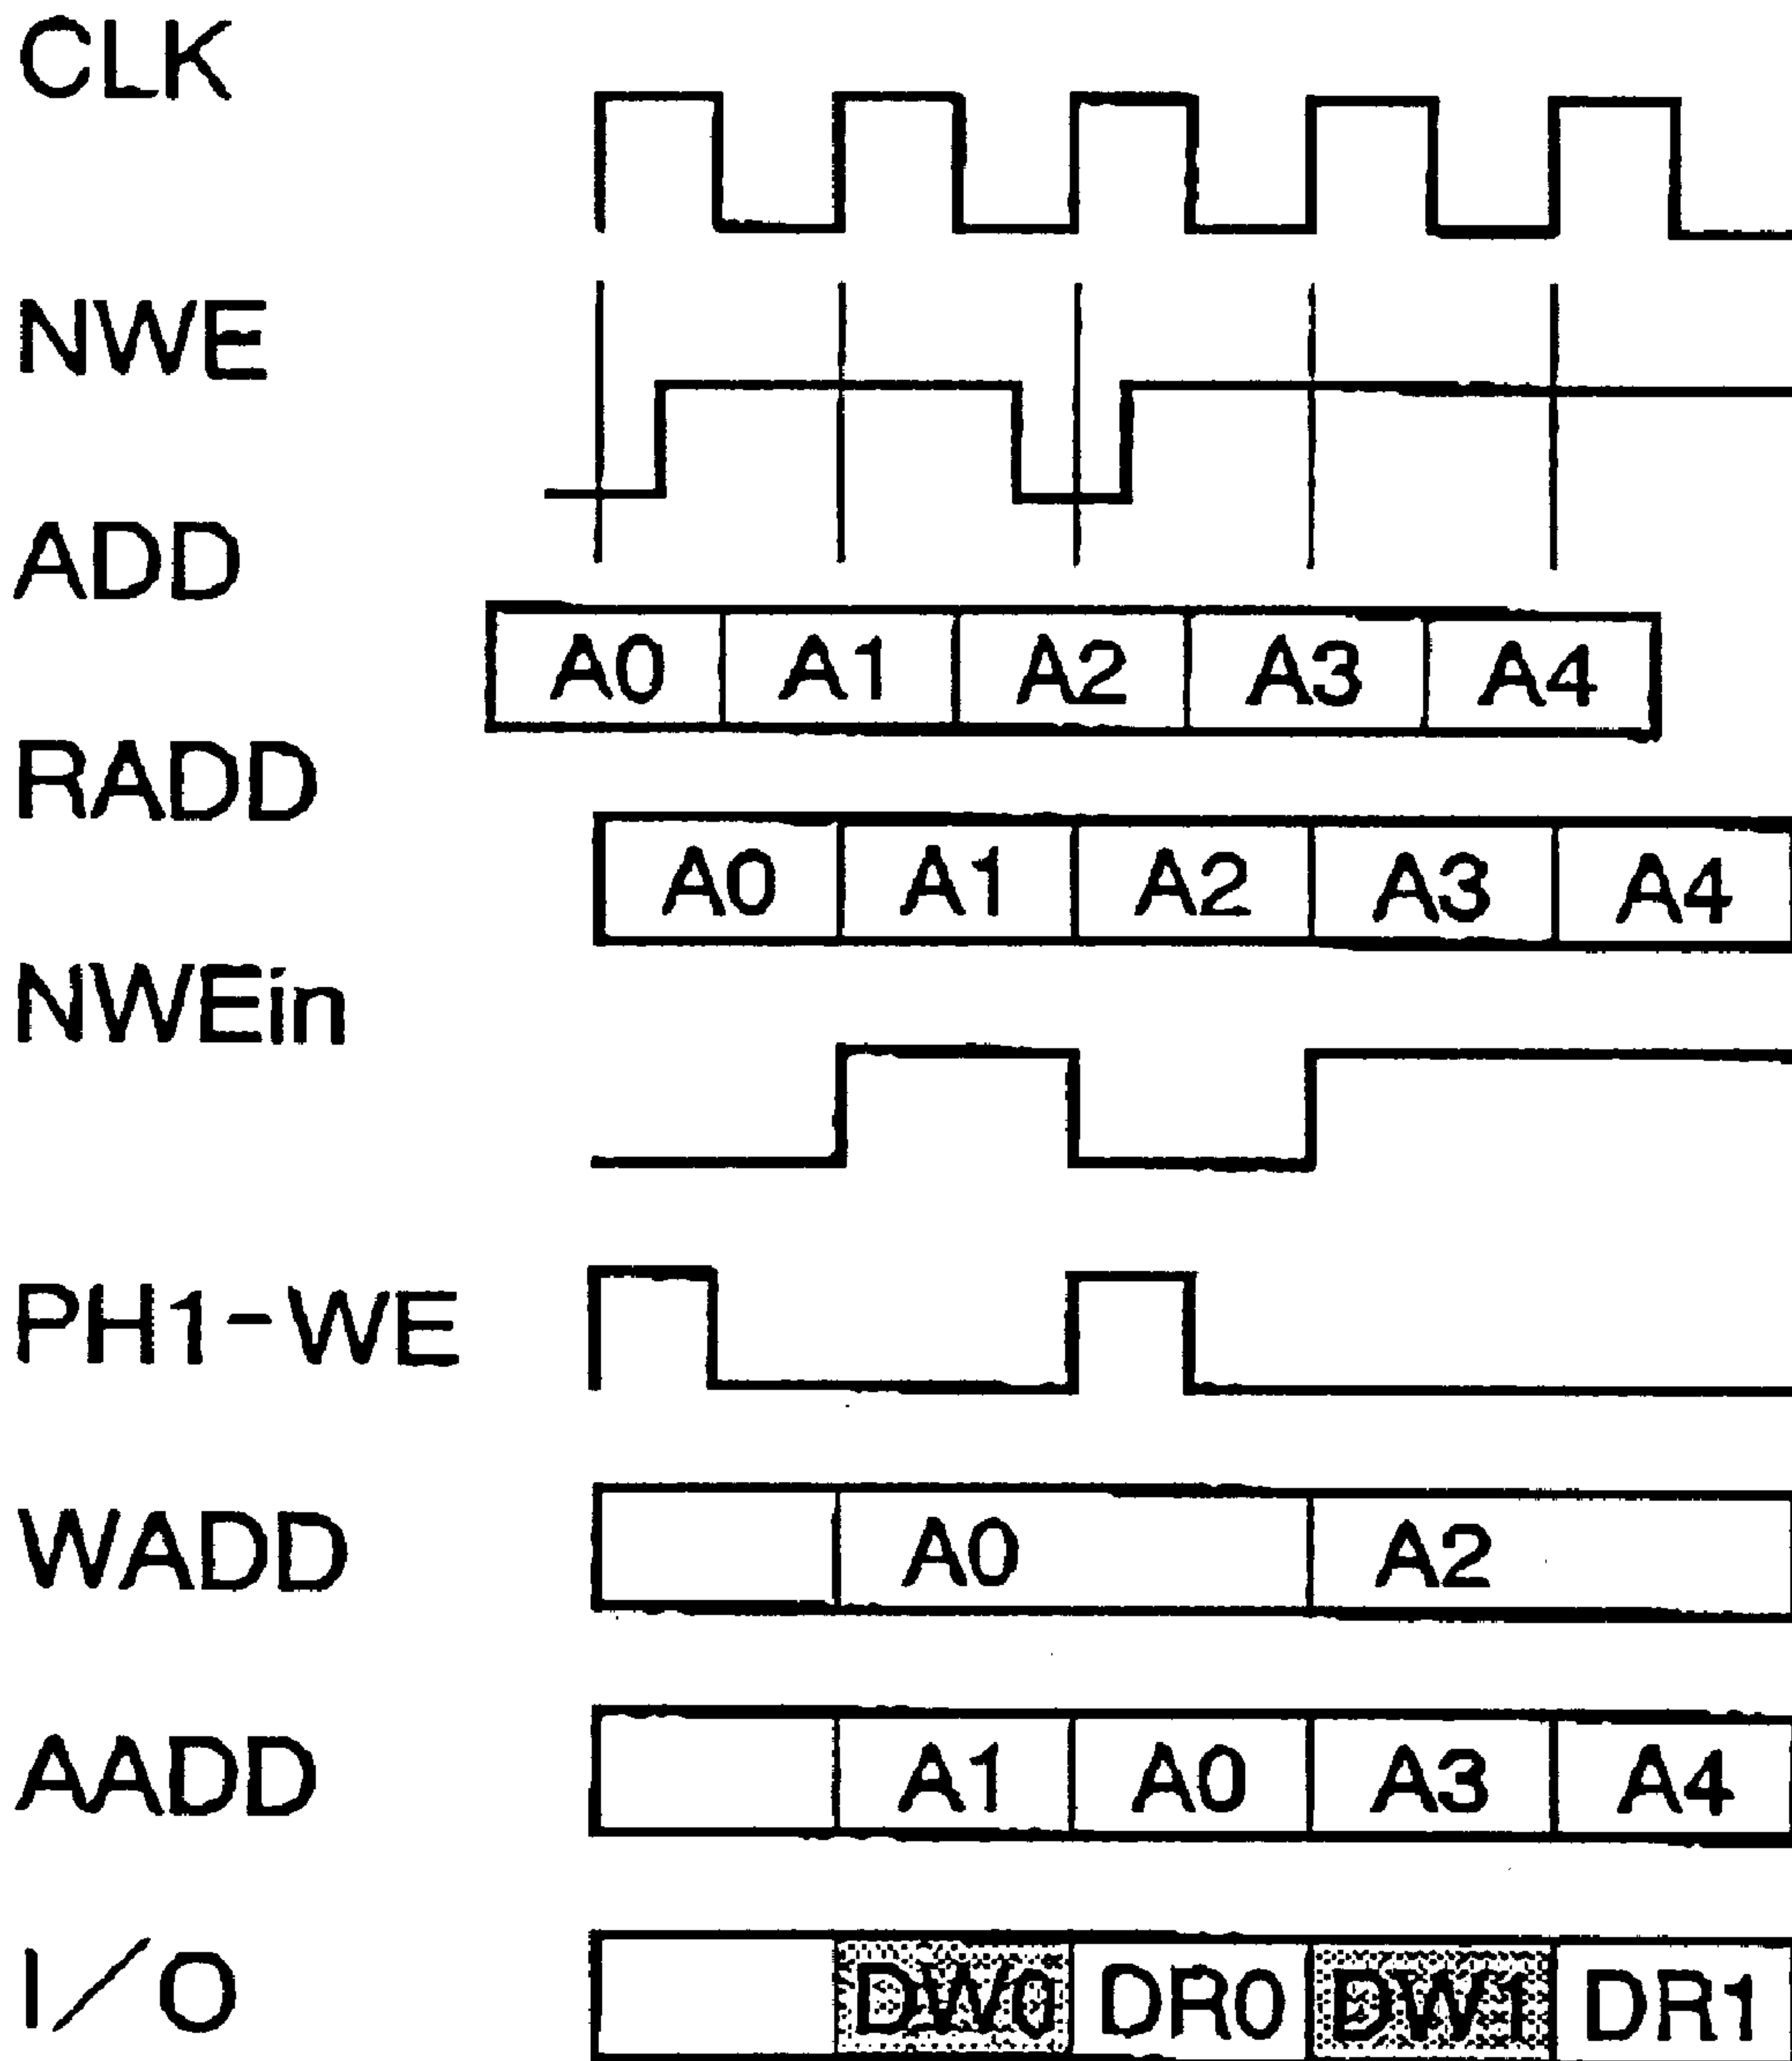 CLK
NWE
ADD
A0 A1 A2 A3 A4
RADD
A0 A1 A2 A3 A4
NWEin
PH1-WE
WADD
A0 A2
AADD
A1 A0 A3 A4
I/O
DW0 DR0 DW1 DR1